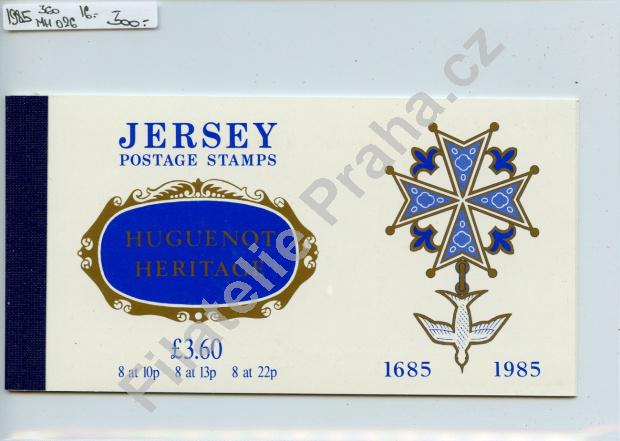 1985 360 16.- 300.-
MH 026
JERSEY
POSTAGE STAMPS
HUGUENOT
HERITAGE
£3.60
8 at 10p 8 at 13p 8 at 22p
1685 1985
Filatelie Praha.cz